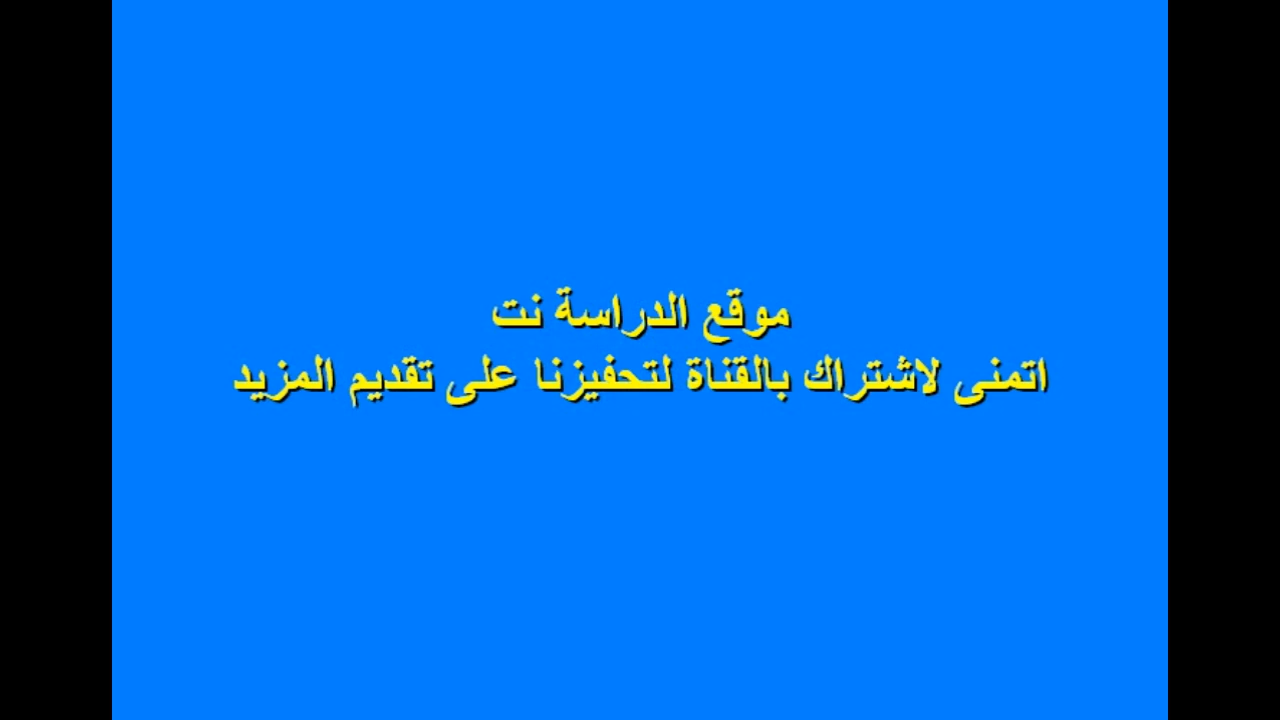 موقع الدراسة نت
اتمنى لاشتراك بالقناة لتحفيزنا على تقديم المزيد